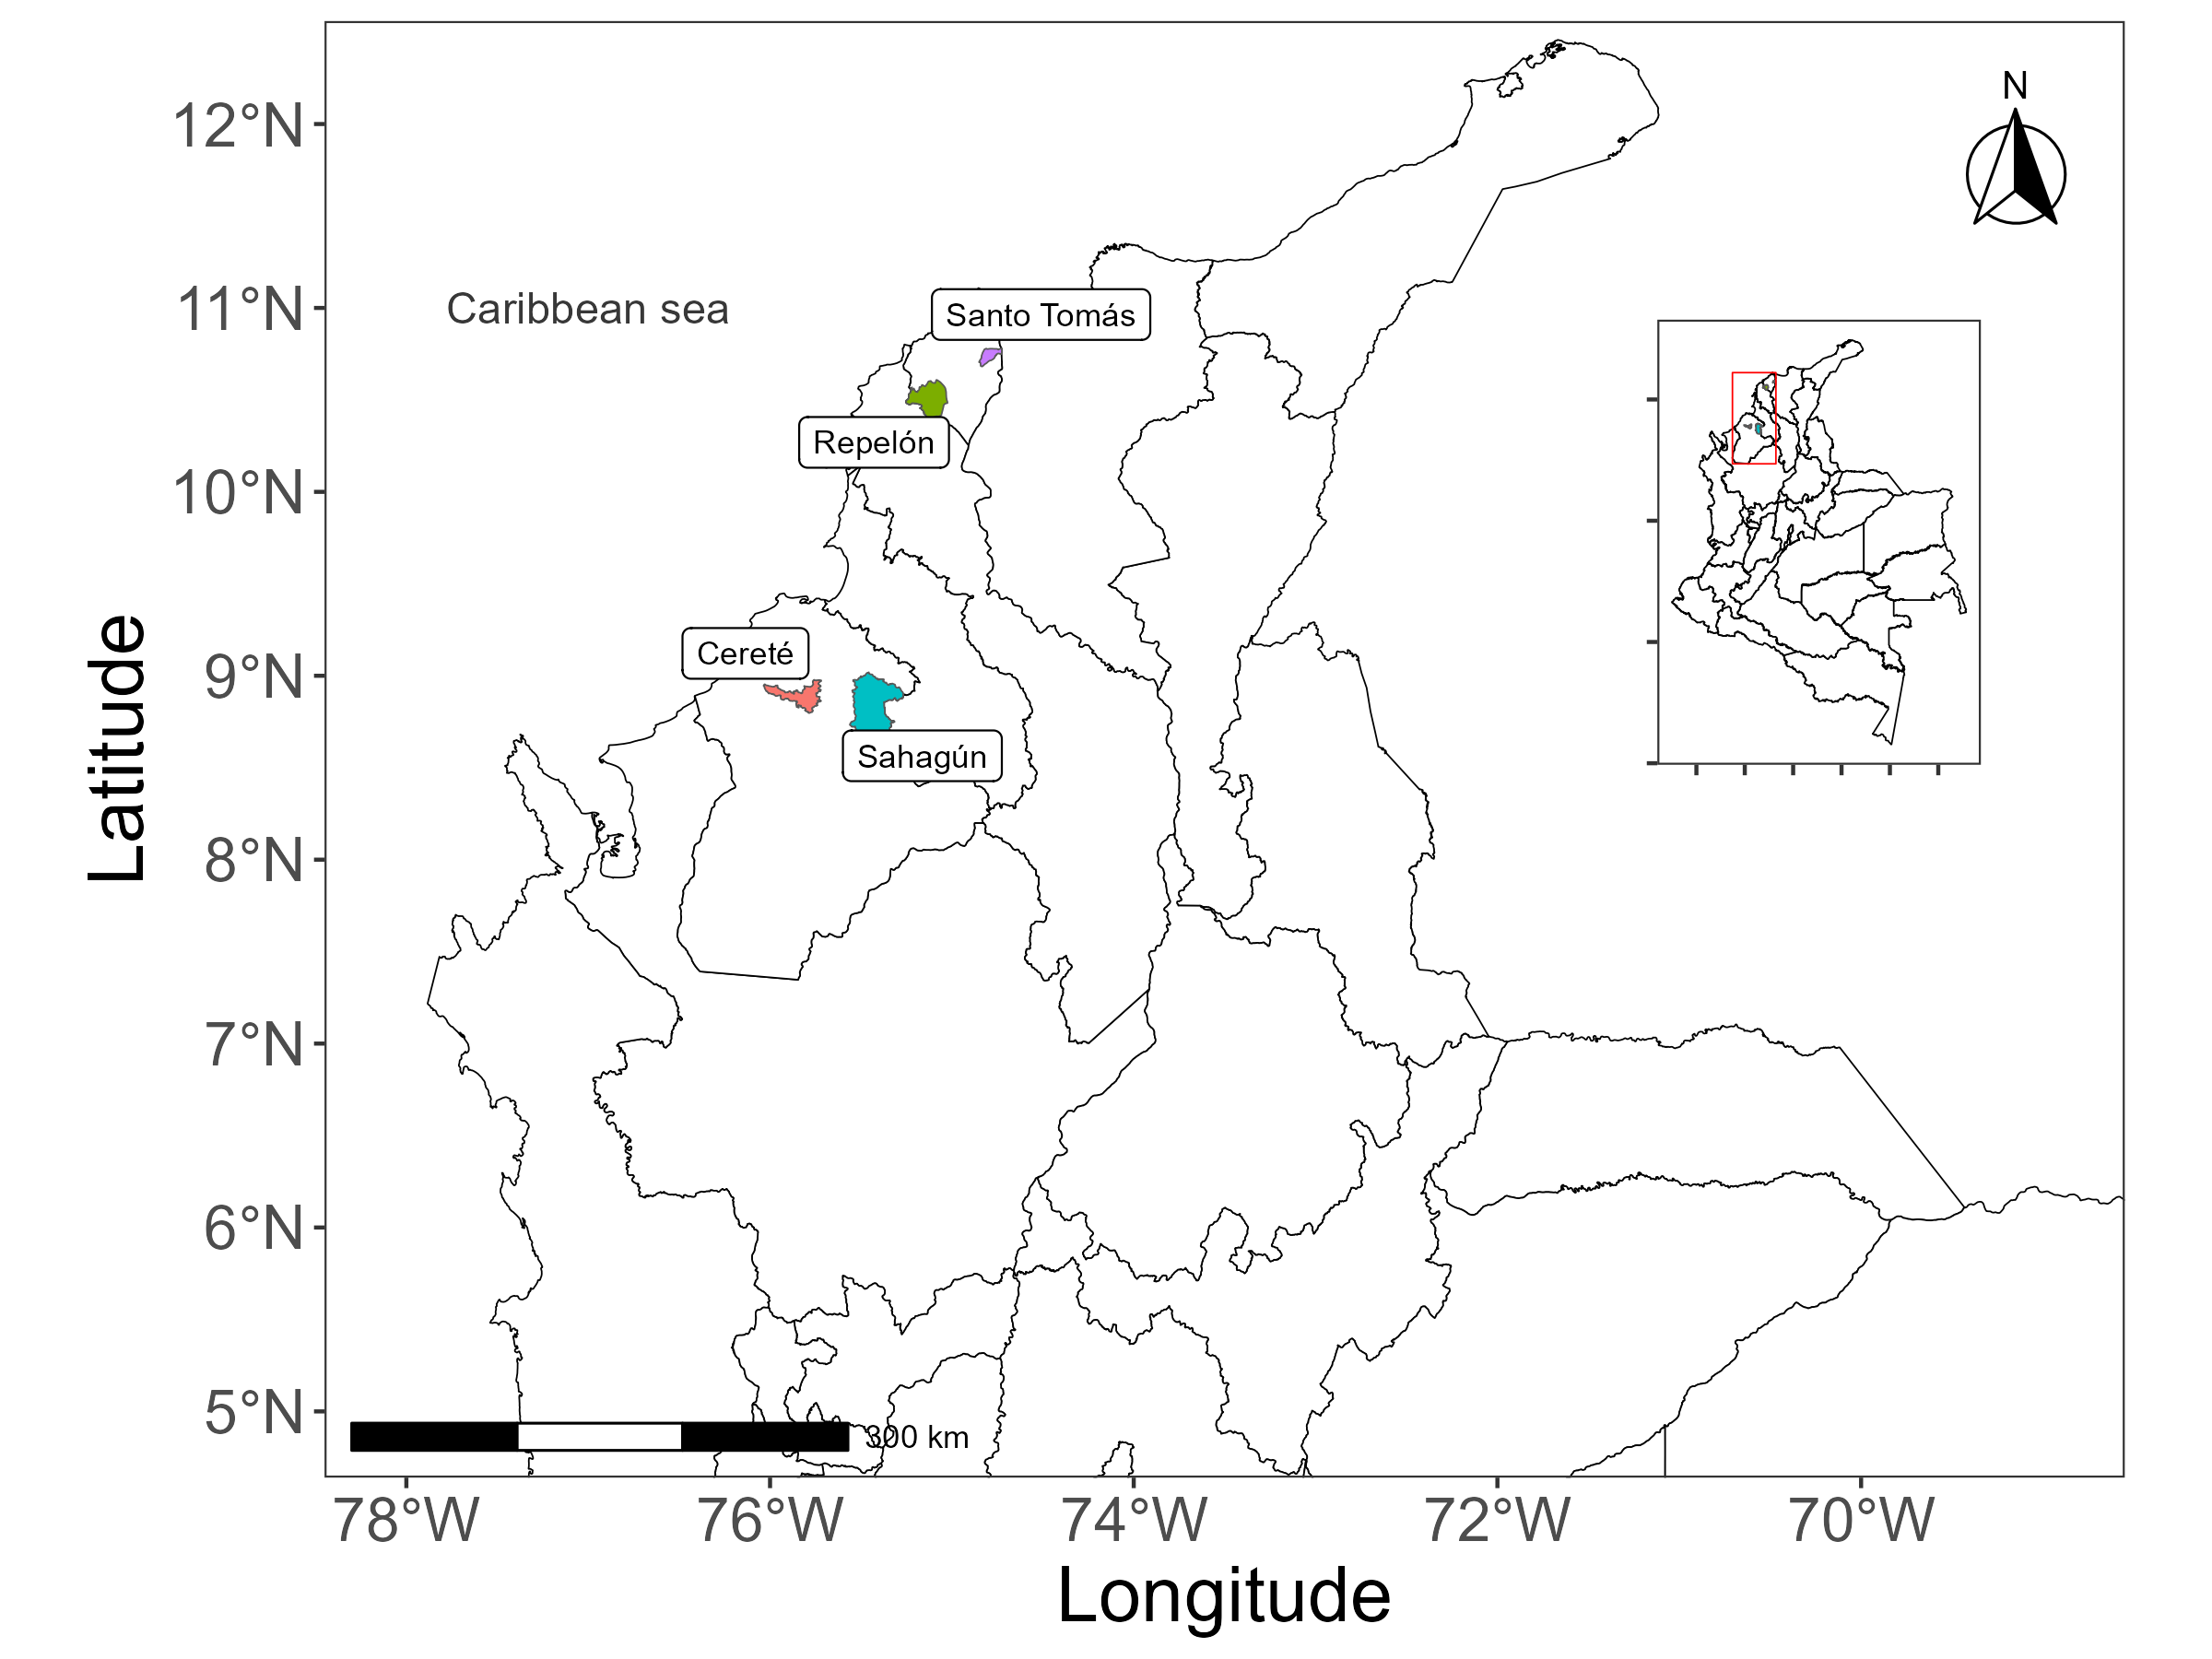 N
12°N
11°N
10°N
9°N
8°N
7°N
6°N
5°N
Caribbean sea
Santo Tomás
Repelón
Cereté
Sahagún
300 km
78°W
76°W
74°W
72°W
70°W
Longitude
Latitude